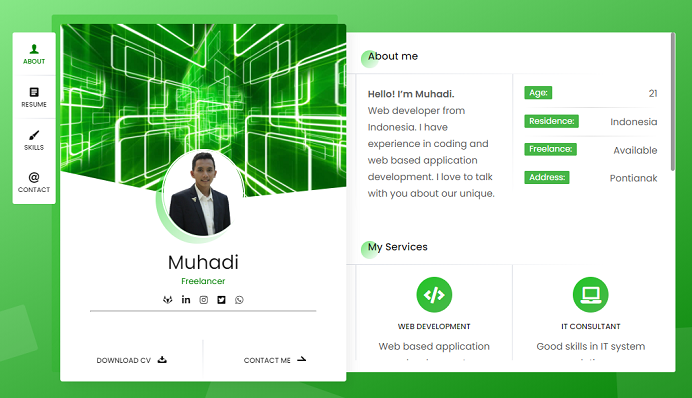 ABOUT
RESUME
SKILLS
CONTACT
Muhadi
Freelancer
DOWNLOAD CV
CONTACT ME
About me
Hello! I'm Muhadi.
Web developer from
Indonesia. I have
experience in coding and
web based application
development. I love to talk
with you about our unique.
Age: 21
Residence: Indonesia
Freelance: Available
Address: Pontianak
My Services
WEB DEVELOPMENT
Web based application
IT CONSULTANT
Good skills in IT system